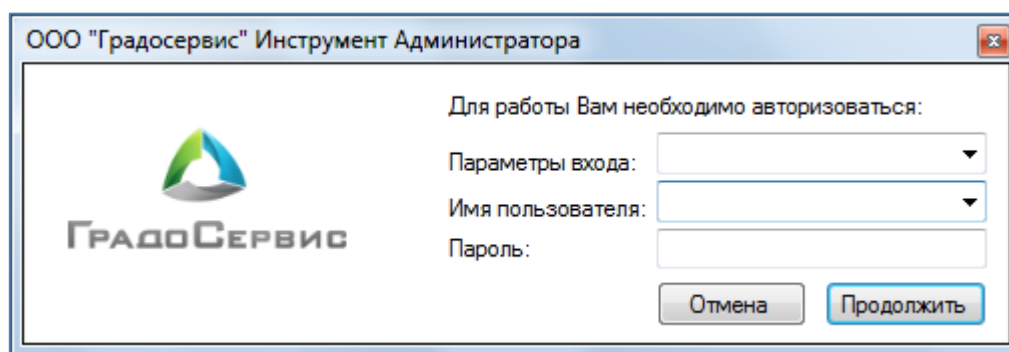 ООО "Градосервис" Инструмент Администратора
Для работы Вам необходимо авторизоваться:
Параметры входа:
Имя пользователя:
Пароль:
ГРАДОСЕРВИС
Отмена Продолжить